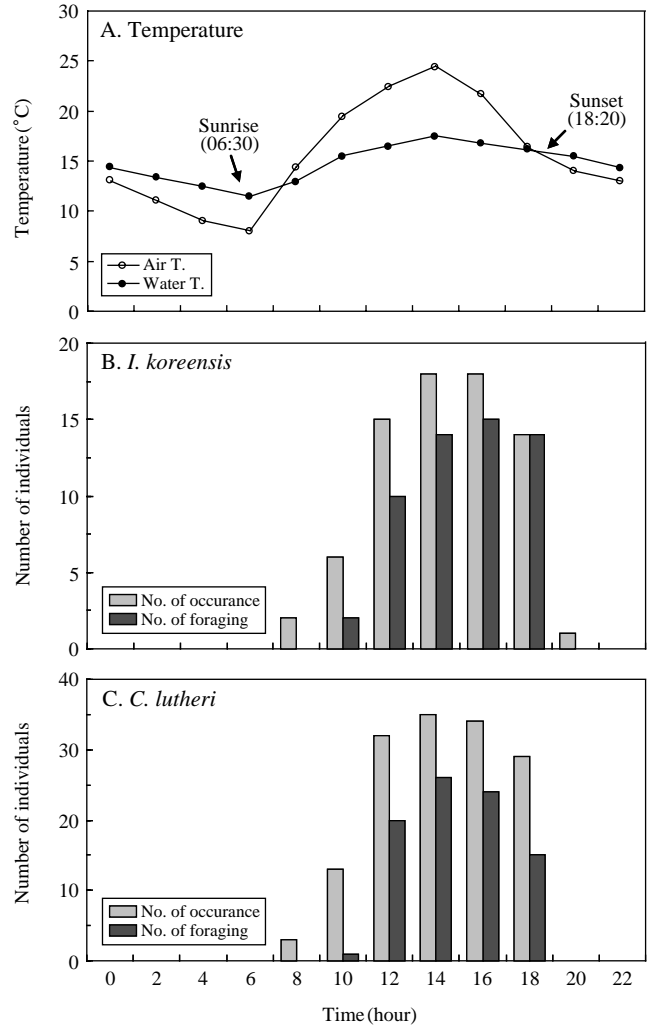 A. Temperature
30
25
20
15
10
5
0
Temperature (°C)
Sunrise
(06:30)
Sunset
(18:20)
Air T.
Water T.
B. I. koreensis
20
15
10
5
0
Number of individuals
No. of occurance
No. of foraging
C. C. lutheri
40
30
20
10
0
Number of individuals
No. of occurance
No. of foraging
0 2 4 6 8 10 12 14 16 18 20 22
Time (hour)